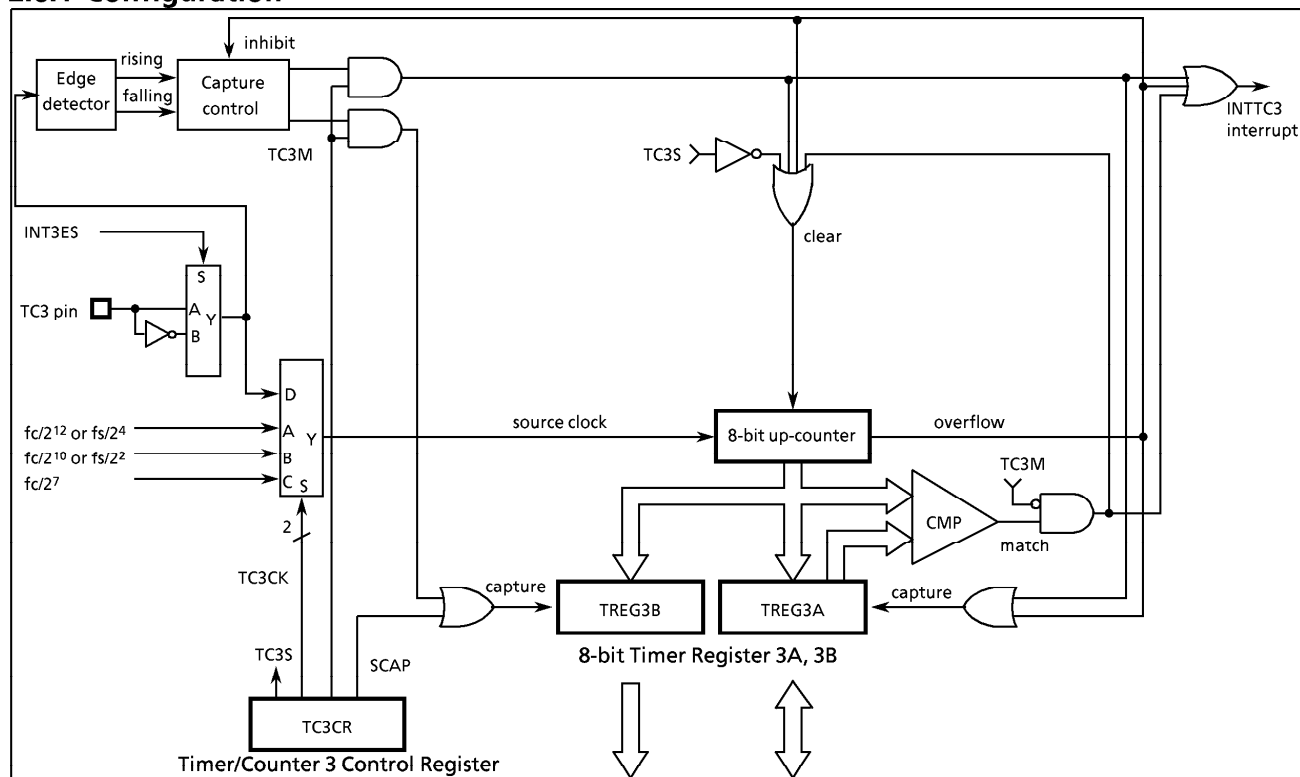 inhibit
rising
Edge
detector
falling
Capture
control
TC3M
TC3S
INTTC3
interrupt
clear
INT3ES
S
TC3 pin
A
Y
B
D
fc/2¹² or fs/2⁴
A
Y
source clock
8-bit up-counter
overflow
fc/2¹⁰ or fs/2²
B
fc/2⁷
C
S
TC3M
2
CMP
match
TC3CK
capture
TREG3B
TREG3A
capture
TC3S
SCAP
8-bit Timer Register 3A, 3B
TC3CR
Timer/Counter 3 Control Register